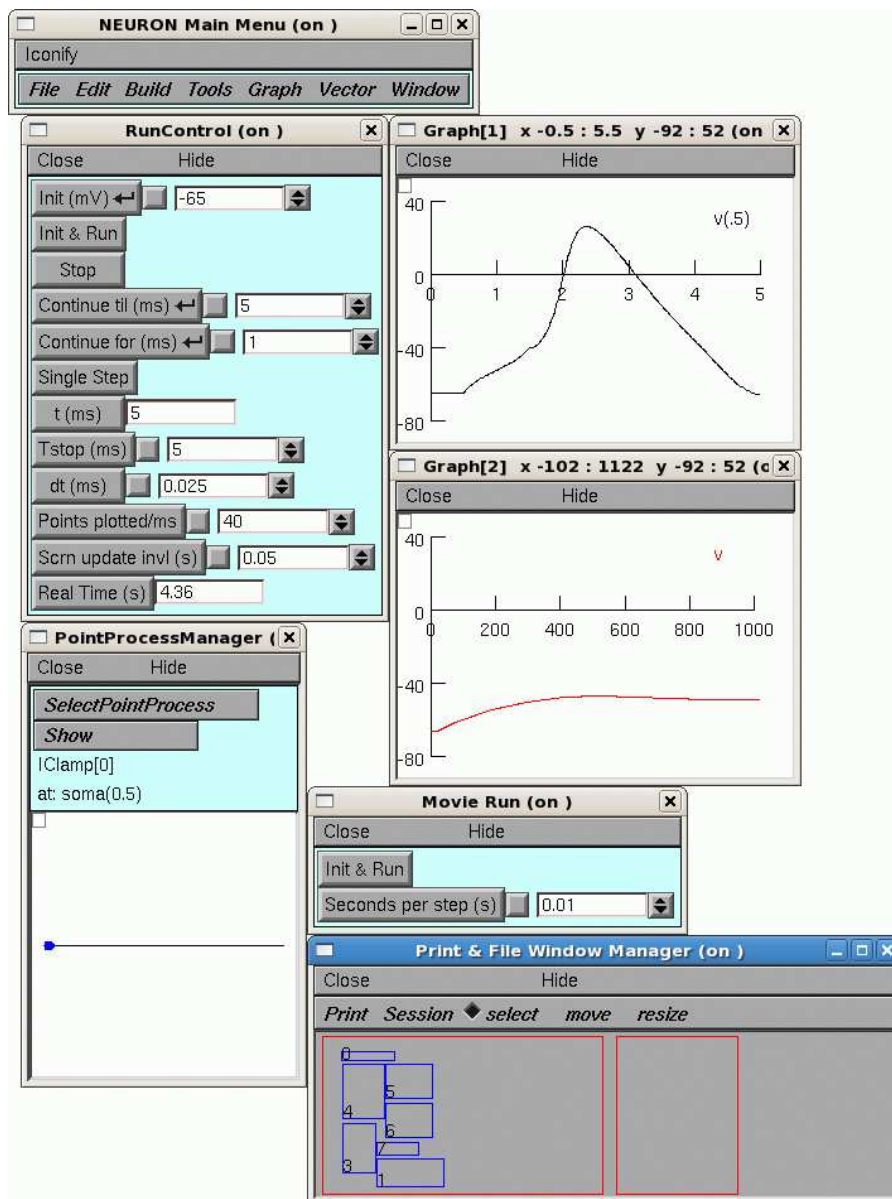 NEURON Main Menu (on )
Iconify
File Edit Build Tools Graph Vector Window
RunControl (on )
Close Hide
Init (mV) -65
Init & Run
Stop
Continue til (ms) 5
Continue for (ms) 1
Single Step
t (ms) 5
Tstop (ms) 5
dt (ms) 0.025
Points plotted/ms 40
Scrn update invl (s) 0.05
Real Time (s) 4.36
Graph[1] x -0.5 : 5.5 y -92 : 52 (on
Close Hide
40
v(.5)
0
0 1 2 3 4 5
-40
-80
Graph[2] x -102 : 1122 y -92 : 52 (o
Close Hide
40
v
0
0 200 400 600 800 1000
-40
-80
PointProcessManager (
Close Hide
SelectPointProcess
Show
IClamp[0]
at: soma(0.5)
Movie Run (on )
Close Hide
Init & Run
Seconds per step (s) 0.01
Print & File Window Manager (on )
Close Hide
Print Session select move resize
0
5
4
6
7
3
1